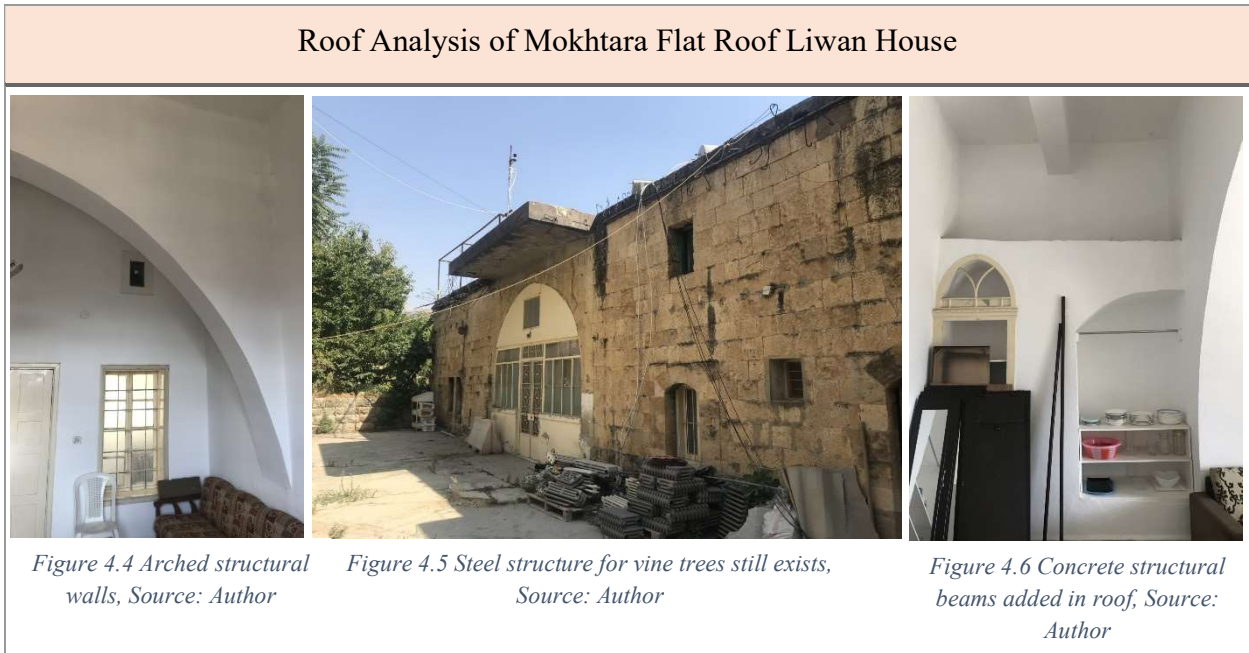 Roof Analysis of Mokhtara Flat Roof Liwan House
Figure 4.4 Arched structural
walls, Source: Author
Figure 4.5 Steel structure for vine trees still exists,
Source: Author
Figure 4.6 Concrete structural
beams added in roof, Source:
Author